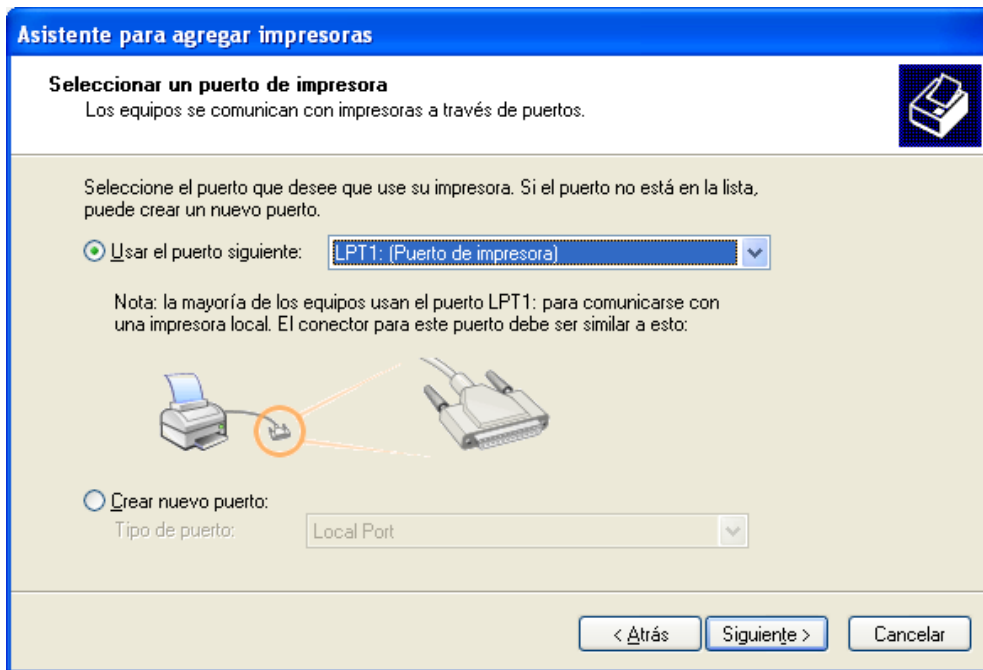 Asistente para agregar impresoras
Seleccionar un puerto de impresora
Los equipos se comunican con impresoras a través de puertos.
Seleccione el puerto que desee que use su impresora. Si el puerto no está en la lista,
puede crear un nuevo puerto.
Usar el puerto siguiente: LPT1: (Puerto de impresora)
Nota: la mayoría de los equipos usan el puerto LPT1: para comunicarse con
una impresora local. El conector para este puerto debe ser similar a esto:
Crear nuevo puerto:
Tipo de puerto: Local Port
< Atrás Siguiente > Cancelar